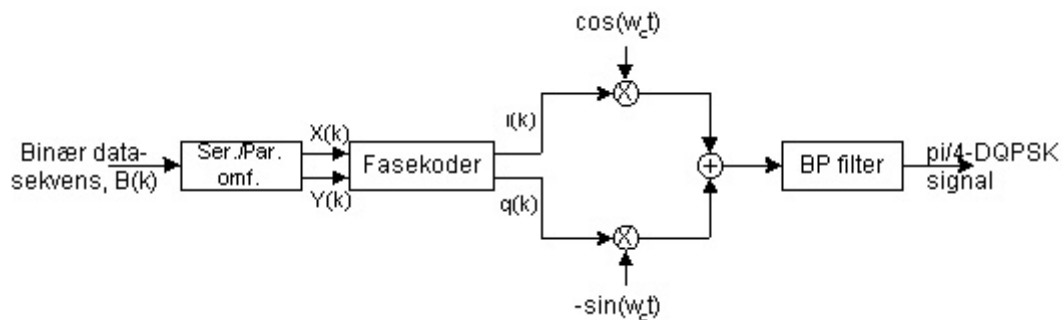 cos(w_ct)
Binær data-
sekvens, B(k)
Ser./Par.
omf.
X(k)
Y(k)
Fasekoder
i(k)
q(k)
X
+
X
BP filter
pi/4-DQPSK
signal
-sin(w_ct)